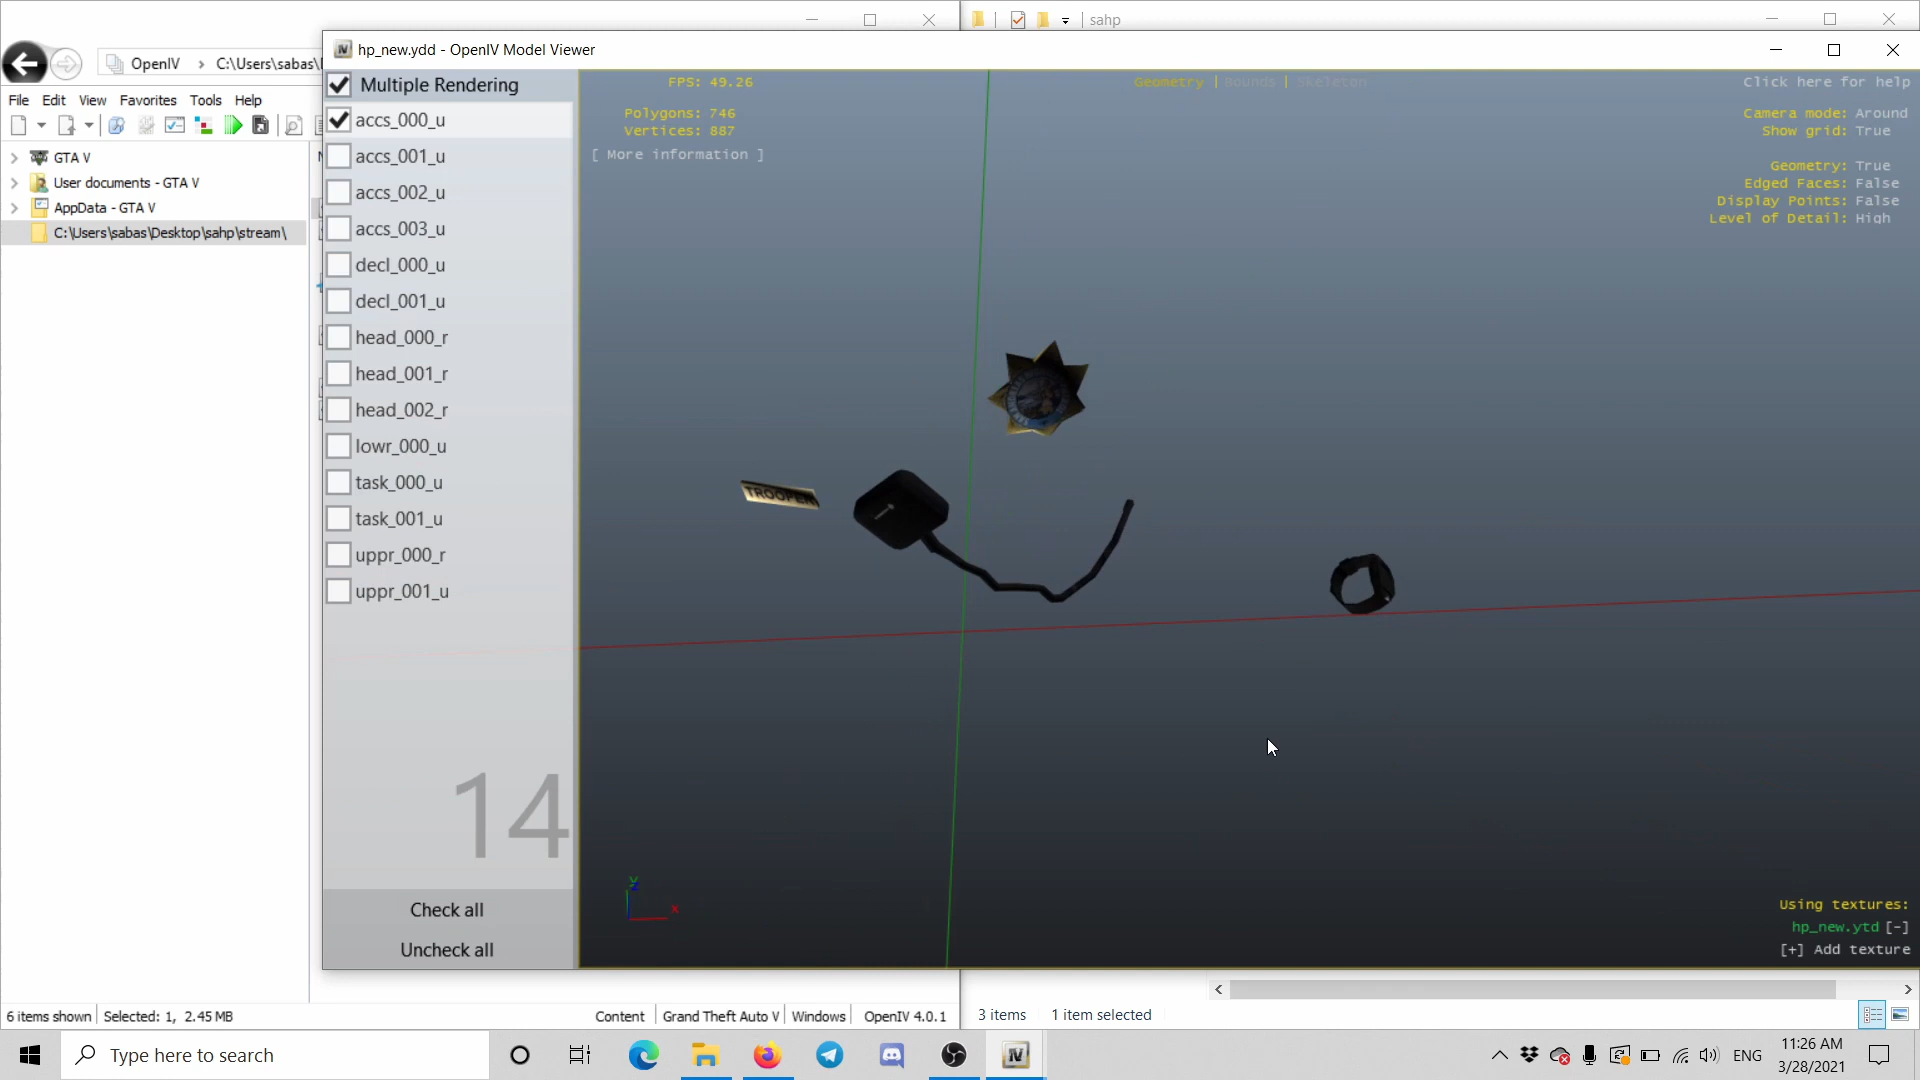 sahp
hp_new.ydd - OpenIV Model Viewer
OpenIV
C:\Users\sabas\
File Edit View Favorites Tools Help
GTA V
User documents - GTA V
AppData - GTA V
C:\Users\sabas\Desktop\sahp\stream\
Multiple Rendering
accs_000_u
accs_001_u
accs_002_u
accs_003_u
decl_000_u
decl_001_u
head_000_r
head_001_r
head_002_r
lowr_000_u
task_000_u
task_001_u
uppr_000_r
uppr_001_u
14
Check all
Uncheck all
FPS: 49.26
Polygons: 746
Vertices: 887
[ More information ]
Geometry | Bounds | Skeleton
Click here for help
Camera mode: Around
Show grid: True
Geometry: True
Edged Faces: False
Display Points: False
Level of Detail: High
TROOPER
Y
Z
X
Using textures:
hp_new.ytd [-]
[+] Add texture
6 items shown Selected: 1, 2.45 MB
Content Grand Theft Auto V Windows OpenIV 4.0.1
3 items 1 item selected
Type here to search
ENG
11:26 AM
3/28/2021